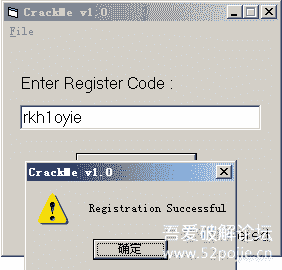 CrackMe v1.0
File
Enter Register Code :
rkh1oyie
CrackMe v1.0
Registration Successful
确定
吾爱破解论坛
www.52pojie.cn